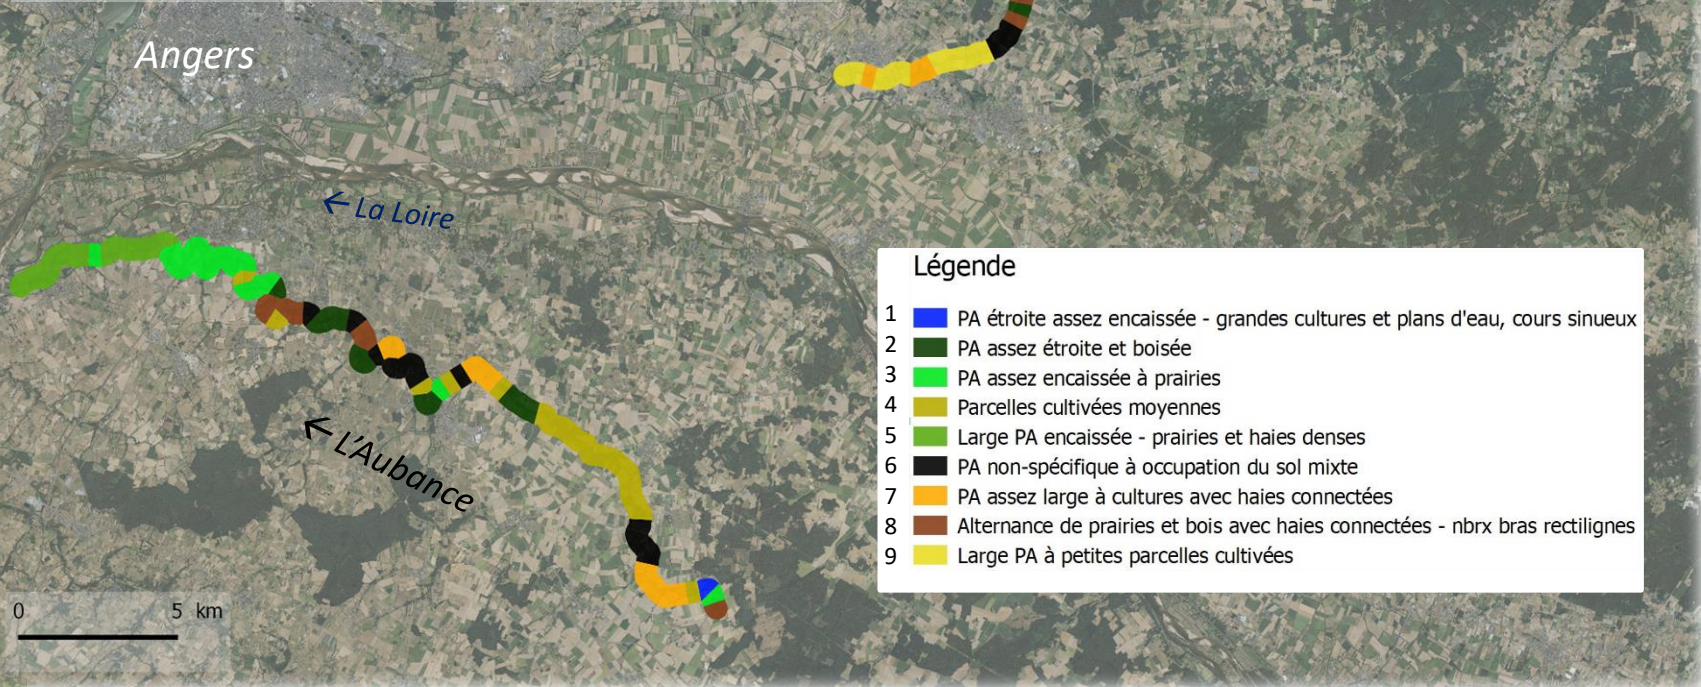 Angers
← La Loire
← L'Aubance
0 5 km
Légende
1 PA étroite assez encaissée - grandes cultures et plans d'eau, cours sinueux
2 PA assez étroite et boisée
3 PA assez encaissée à prairies
4 Parcelles cultivées moyennes
5 Large PA encaissée - prairies et haies denses
6 PA non-spécifique à occupation du sol mixte
7 PA assez large à cultures avec haies connectées
8 Alternance de prairies et bois avec haies connectées - nbrx bras rectilignes
9 Large PA à petites parcelles cultivées